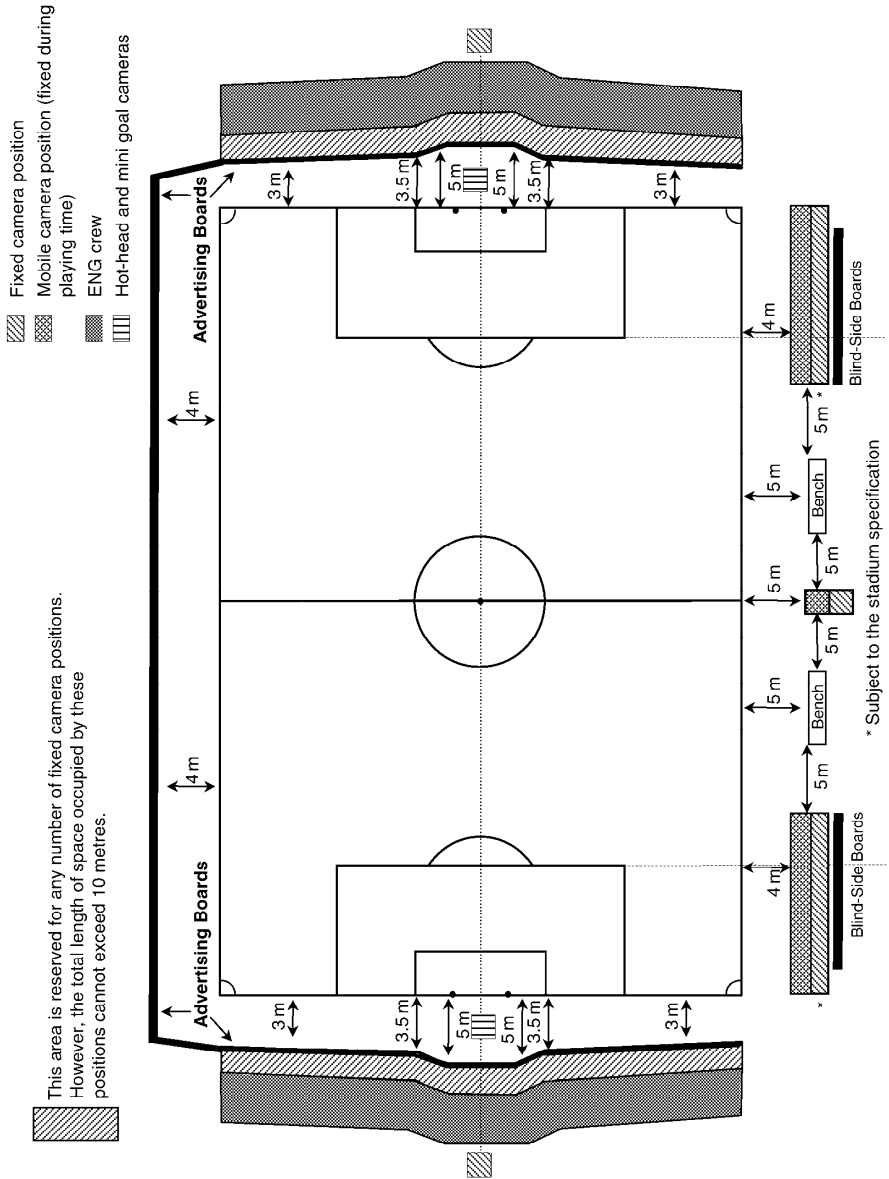 This area is reserved for any number of fixed camera positions.
However, the total length of space occupied by these
positions cannot exceed 10 metres.
Fixed camera position
Mobile camera position (fixed during
playing time)
ENG crew
Hot-head and mini goal cameras
Advertising Boards
4 m
4 m
Advertising Boards
3 m
3 m
3.5 m
3.5 m
5 m
5 m
5 m
5 m
3.5 m
3.5 m
3 m
3 m
4 m
5 m
5 m
5 m
4 m
*
5 m
Bench
5 m
5 m
Bench
5 m *
Blind-Side Boards
Blind-Side Boards
* Subject to the stadium specification